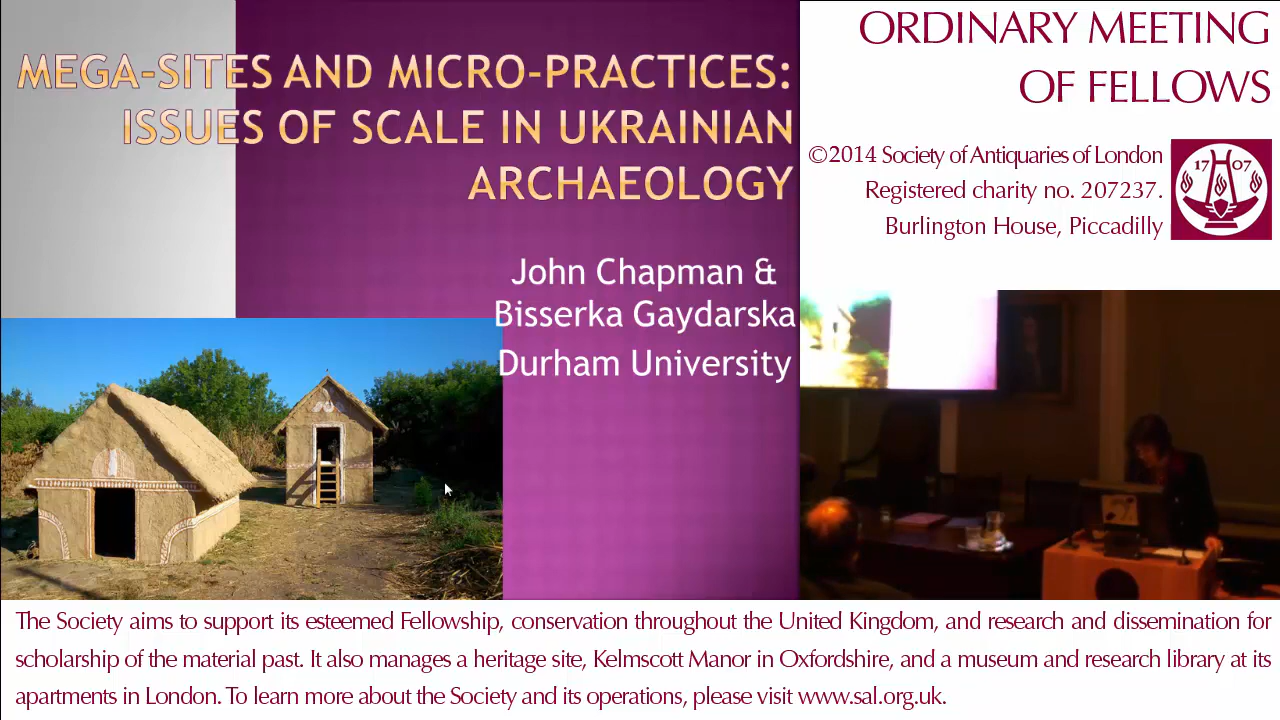 MEGA-SITES AND MICRO-PRACTICES:
ISSUES OF SCALE IN UKRAINIAN
ARCHAEOLOGY
John Chapman &
Bisserka Gaydarska
Durham University
ORDINARY MEETING
OF FELLOWS
©2014 Society of Antiquaries of London
Registered charity no. 207237.
Burlington House, Piccadilly
17 07
The Society aims to support its esteemed Fellowship, conservation throughout the United Kingdom, and research and dissemination for
scholarship of the material past. It also manages a heritage site, Kelmscott Manor in Oxfordshire, and a museum and research library at its
apartments in London. To learn more about the Society and its operations, please visit www.sal.org.uk.